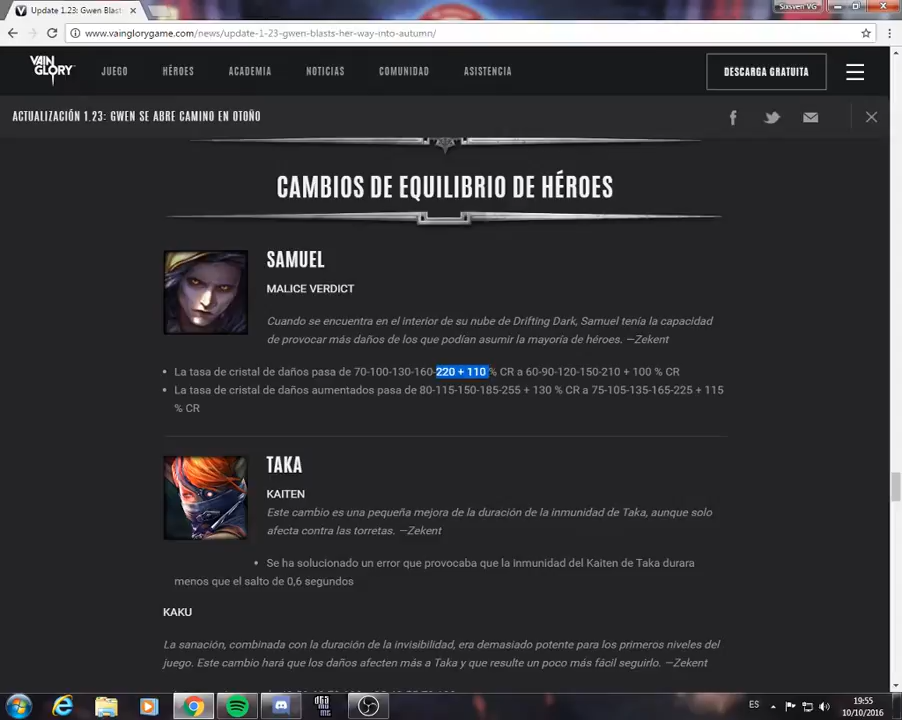 Update 1.23: Gwen Blast
Sixsven VG
www.vainglorygame.com/news/update-1-23-gwen-blasts-her-way-into-autumn/
VAIN
GLORY
JUEGO
HÉROES
ACADEMIA
NOTICIAS
COMUNIDAD
ASISTENCIA
DESCARGA GRATUITA
ACTUALIZACIÓN 1.23: GWEN SE ABRE CAMINO EN OTOÑO
CAMBIOS DE EQUILIBRIO DE HÉROES
SAMUEL
MALICE VERDICT
Cuando se encuentra en el interior de su nube de Drifting Dark, Samuel tenía la capacidad
de provocar más daños de los que podían asumir la mayoría de héroes. —Zekent
La tasa de cristal de daños pasa de 70-100-130-160-220 + 110 % CR a 60-90-120-150-210 + 100 % CR
La tasa de cristal de daños aumentados pasa de 80-115-150-185-255 + 130 % CR a 75-105-135-165-225 + 115
% CR
TAKA
KAITEN
Este cambio es una pequeña mejora de la duración de la inmunidad de Taka, aunque solo
afecta contra las torretas. —Zekent
Se ha solucionado un error que provocaba que la inmunidad del Kaiten de Taka durara
menos que el salto de 0,6 segundos
KAKU
La sanación, combinada con la duración de la invisibilidad, era demasiado potente para los primeros niveles del
juego. Este cambio hará que los daños afecten más a Taka y que resulte un poco más fácil seguirlo. —Zekent
ES
19:55
10/10/2016